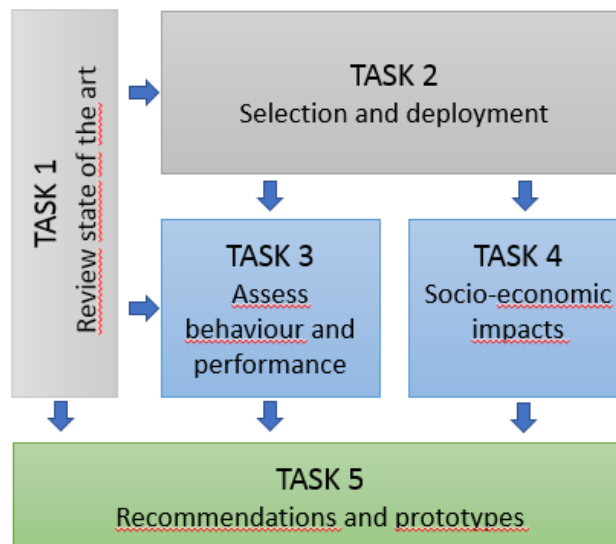 TASK 1
Review state of the art
TASK 2
Selection and deployment
TASK 3
Assess
behaviour and
performance
TASK 4
Socio-economic
impacts
TASK 5
Recommendations and prototypes